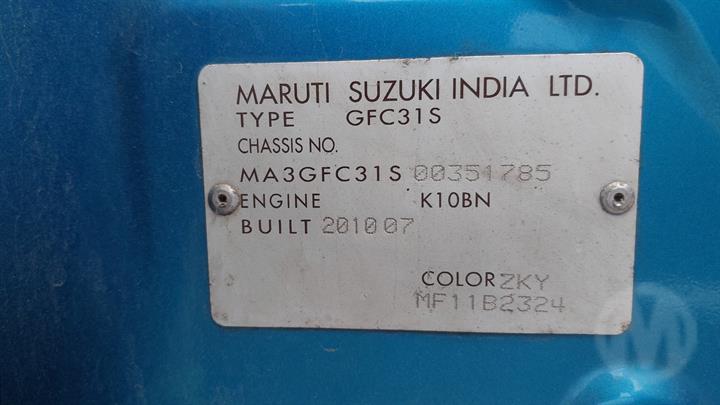 MARUTI SUZUKI INDIA LTD.
TYPE GFC31S
CHASSIS NO.
MA3GFC31S 00351785
ENGINE K10BN
BUILT 201007
COLOR ZKY
MF11B2324
M